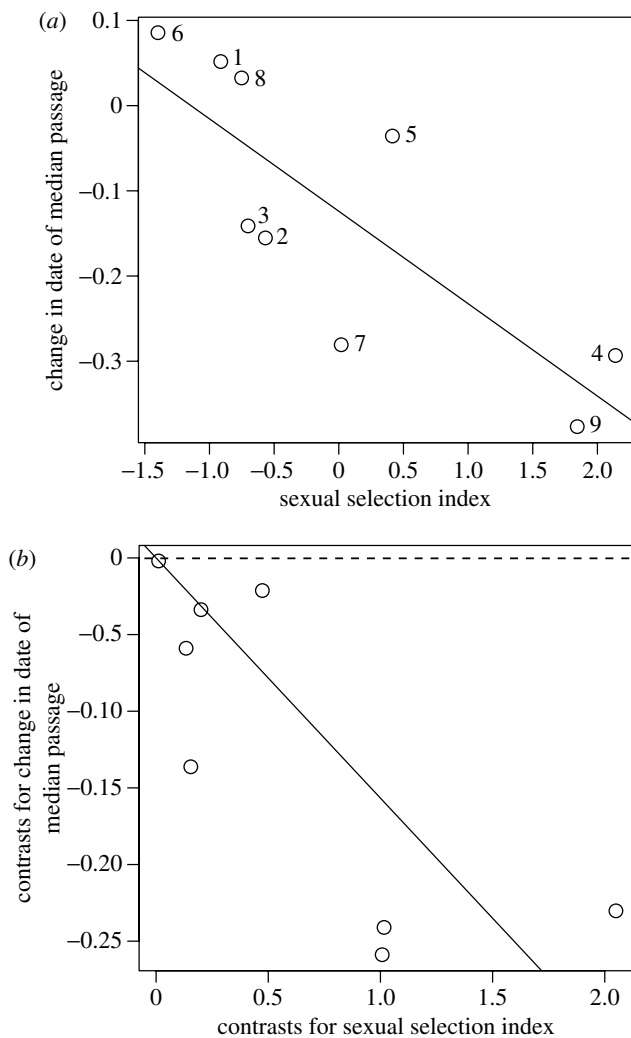 (a)
0.1
0
−0.1
−0.2
−0.3
6
1
8
5
3
2
7
4
9
change in date of median passage
−1.5 −1.0 −0.5 0 0.5 1.0 1.5 2.0
sexual selection index
(b)
0
−0.5
−0.10
−0.15
−0.20
−0.25
contrasts for change in date of
median passage
0 0.5 1.0 1.5 2.0
contrasts for sexual selection index